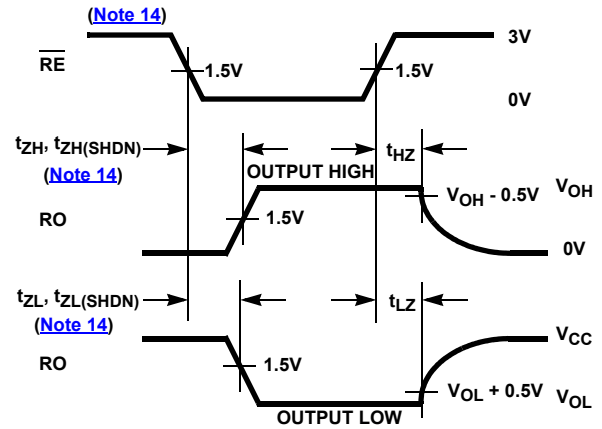 (Note 14)
3V
RE
1.5V
1.5V
0V
tZH, tZH(SHDN)
tHZ
(Note 14)
OUTPUT HIGH
VOH - 0.5V
VOH
RO
1.5V
0V
tZL, tZL(SHDN)
tLZ
(Note 14)
VCC
RO
1.5V
VOL + 0.5V
VOL
OUTPUT LOW